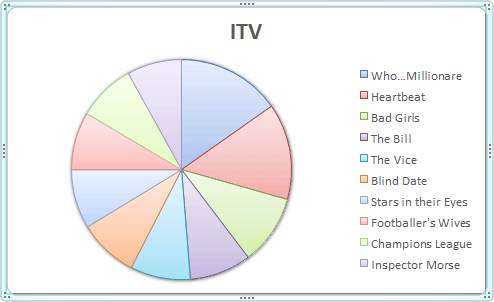 ITV
Who...Millionare
Heartbeat
Bad Girls
The Bill
The Vice
Blind Date
Stars in their Eyes
Footballer's Wives
Champions League
Inspector Morse